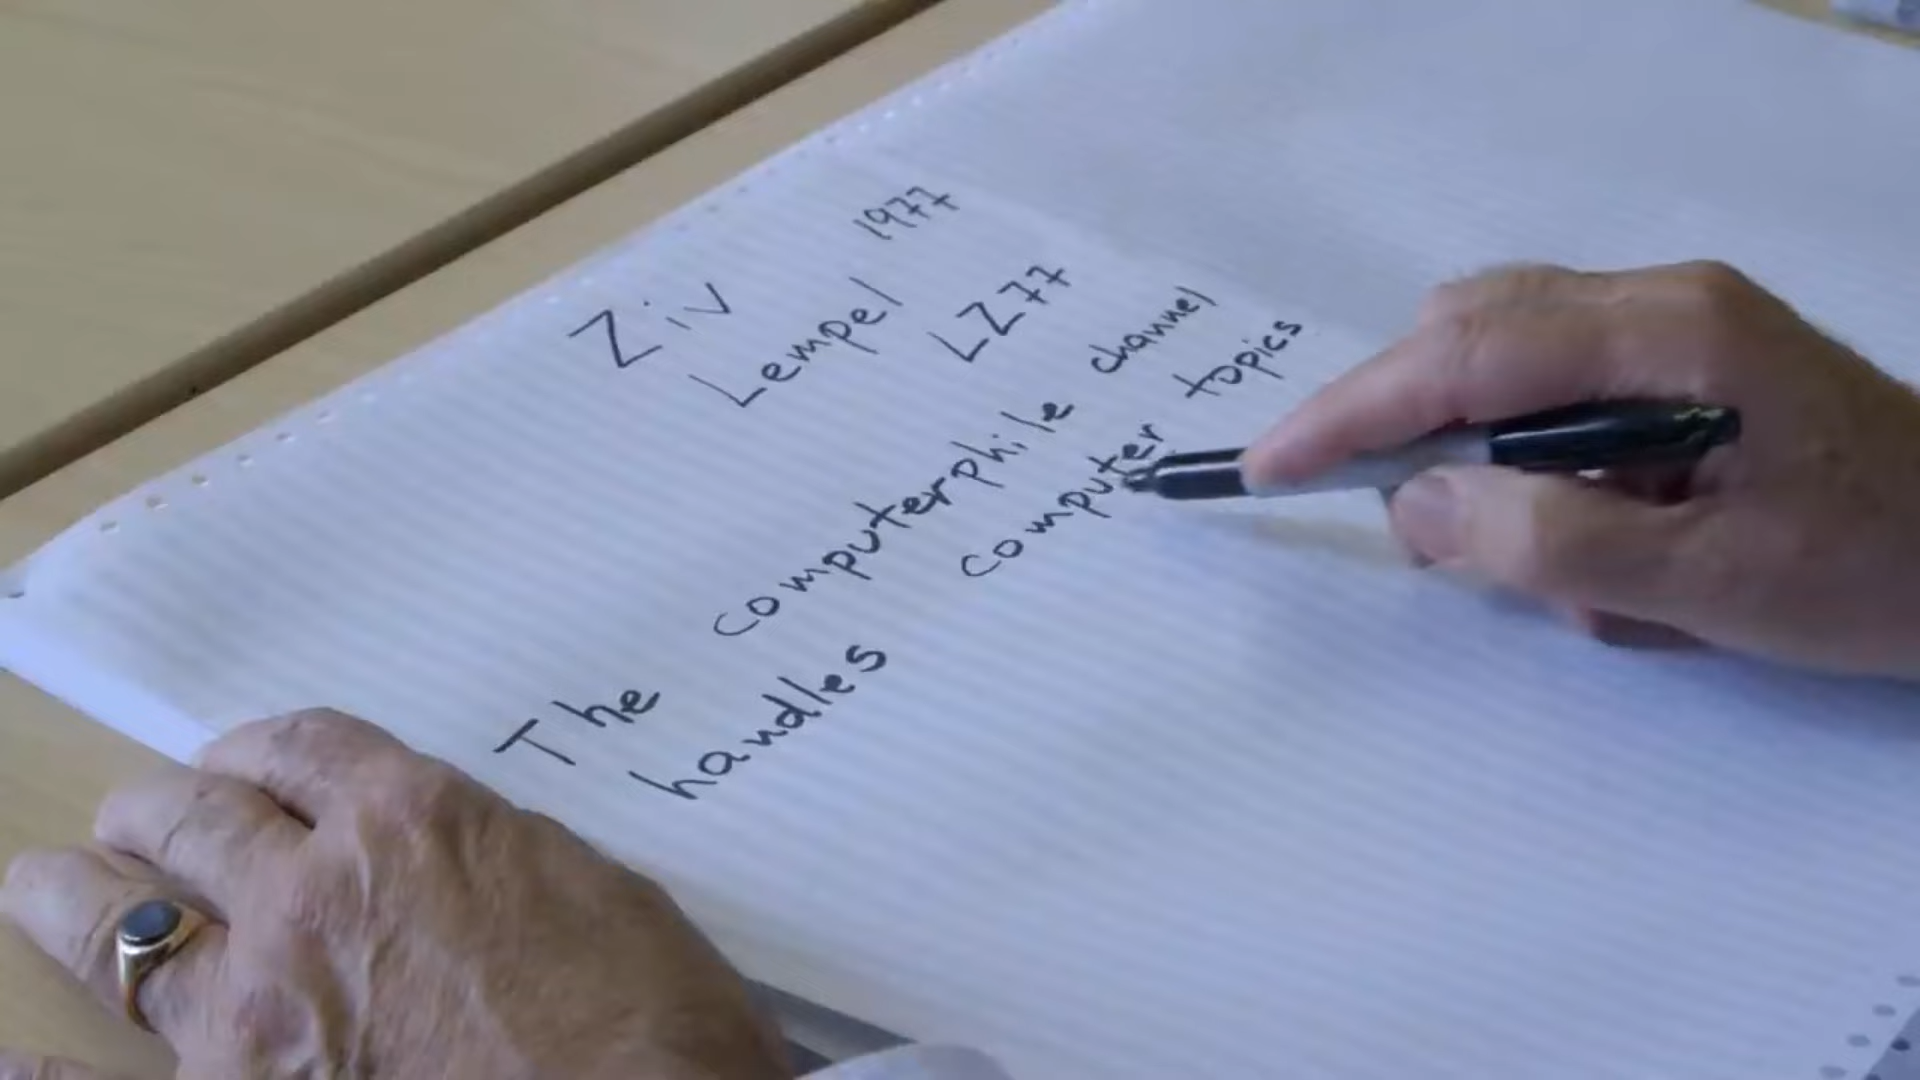 Ziv 1977
Lempel LZ77
The computerphile channel
handles computer topics